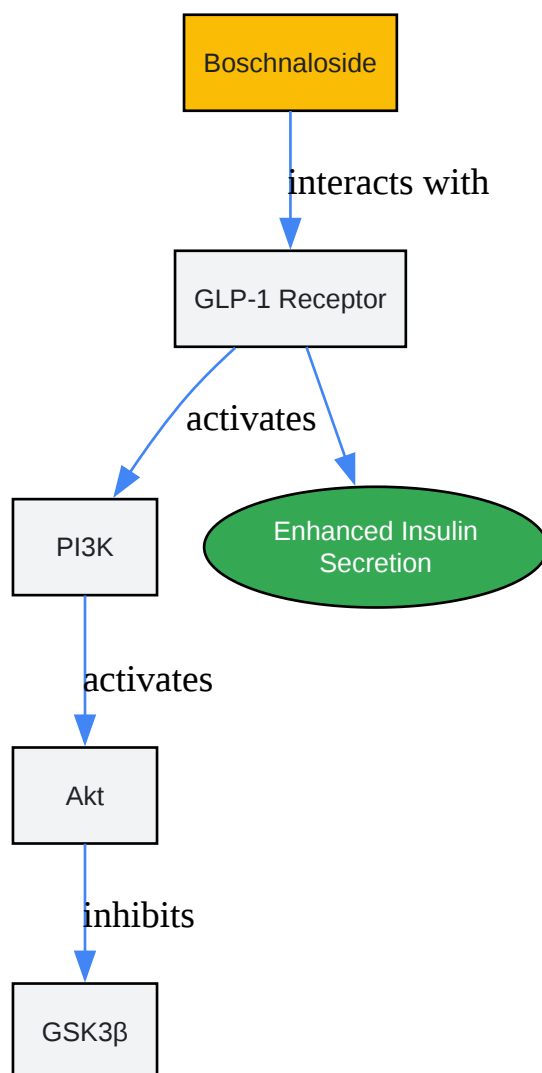 Boschnaloside
interacts with
GLP-1 Receptor
activates
PI3K
Enhanced Insulin
Secretion
activates
Akt
inhibits
GSK3β